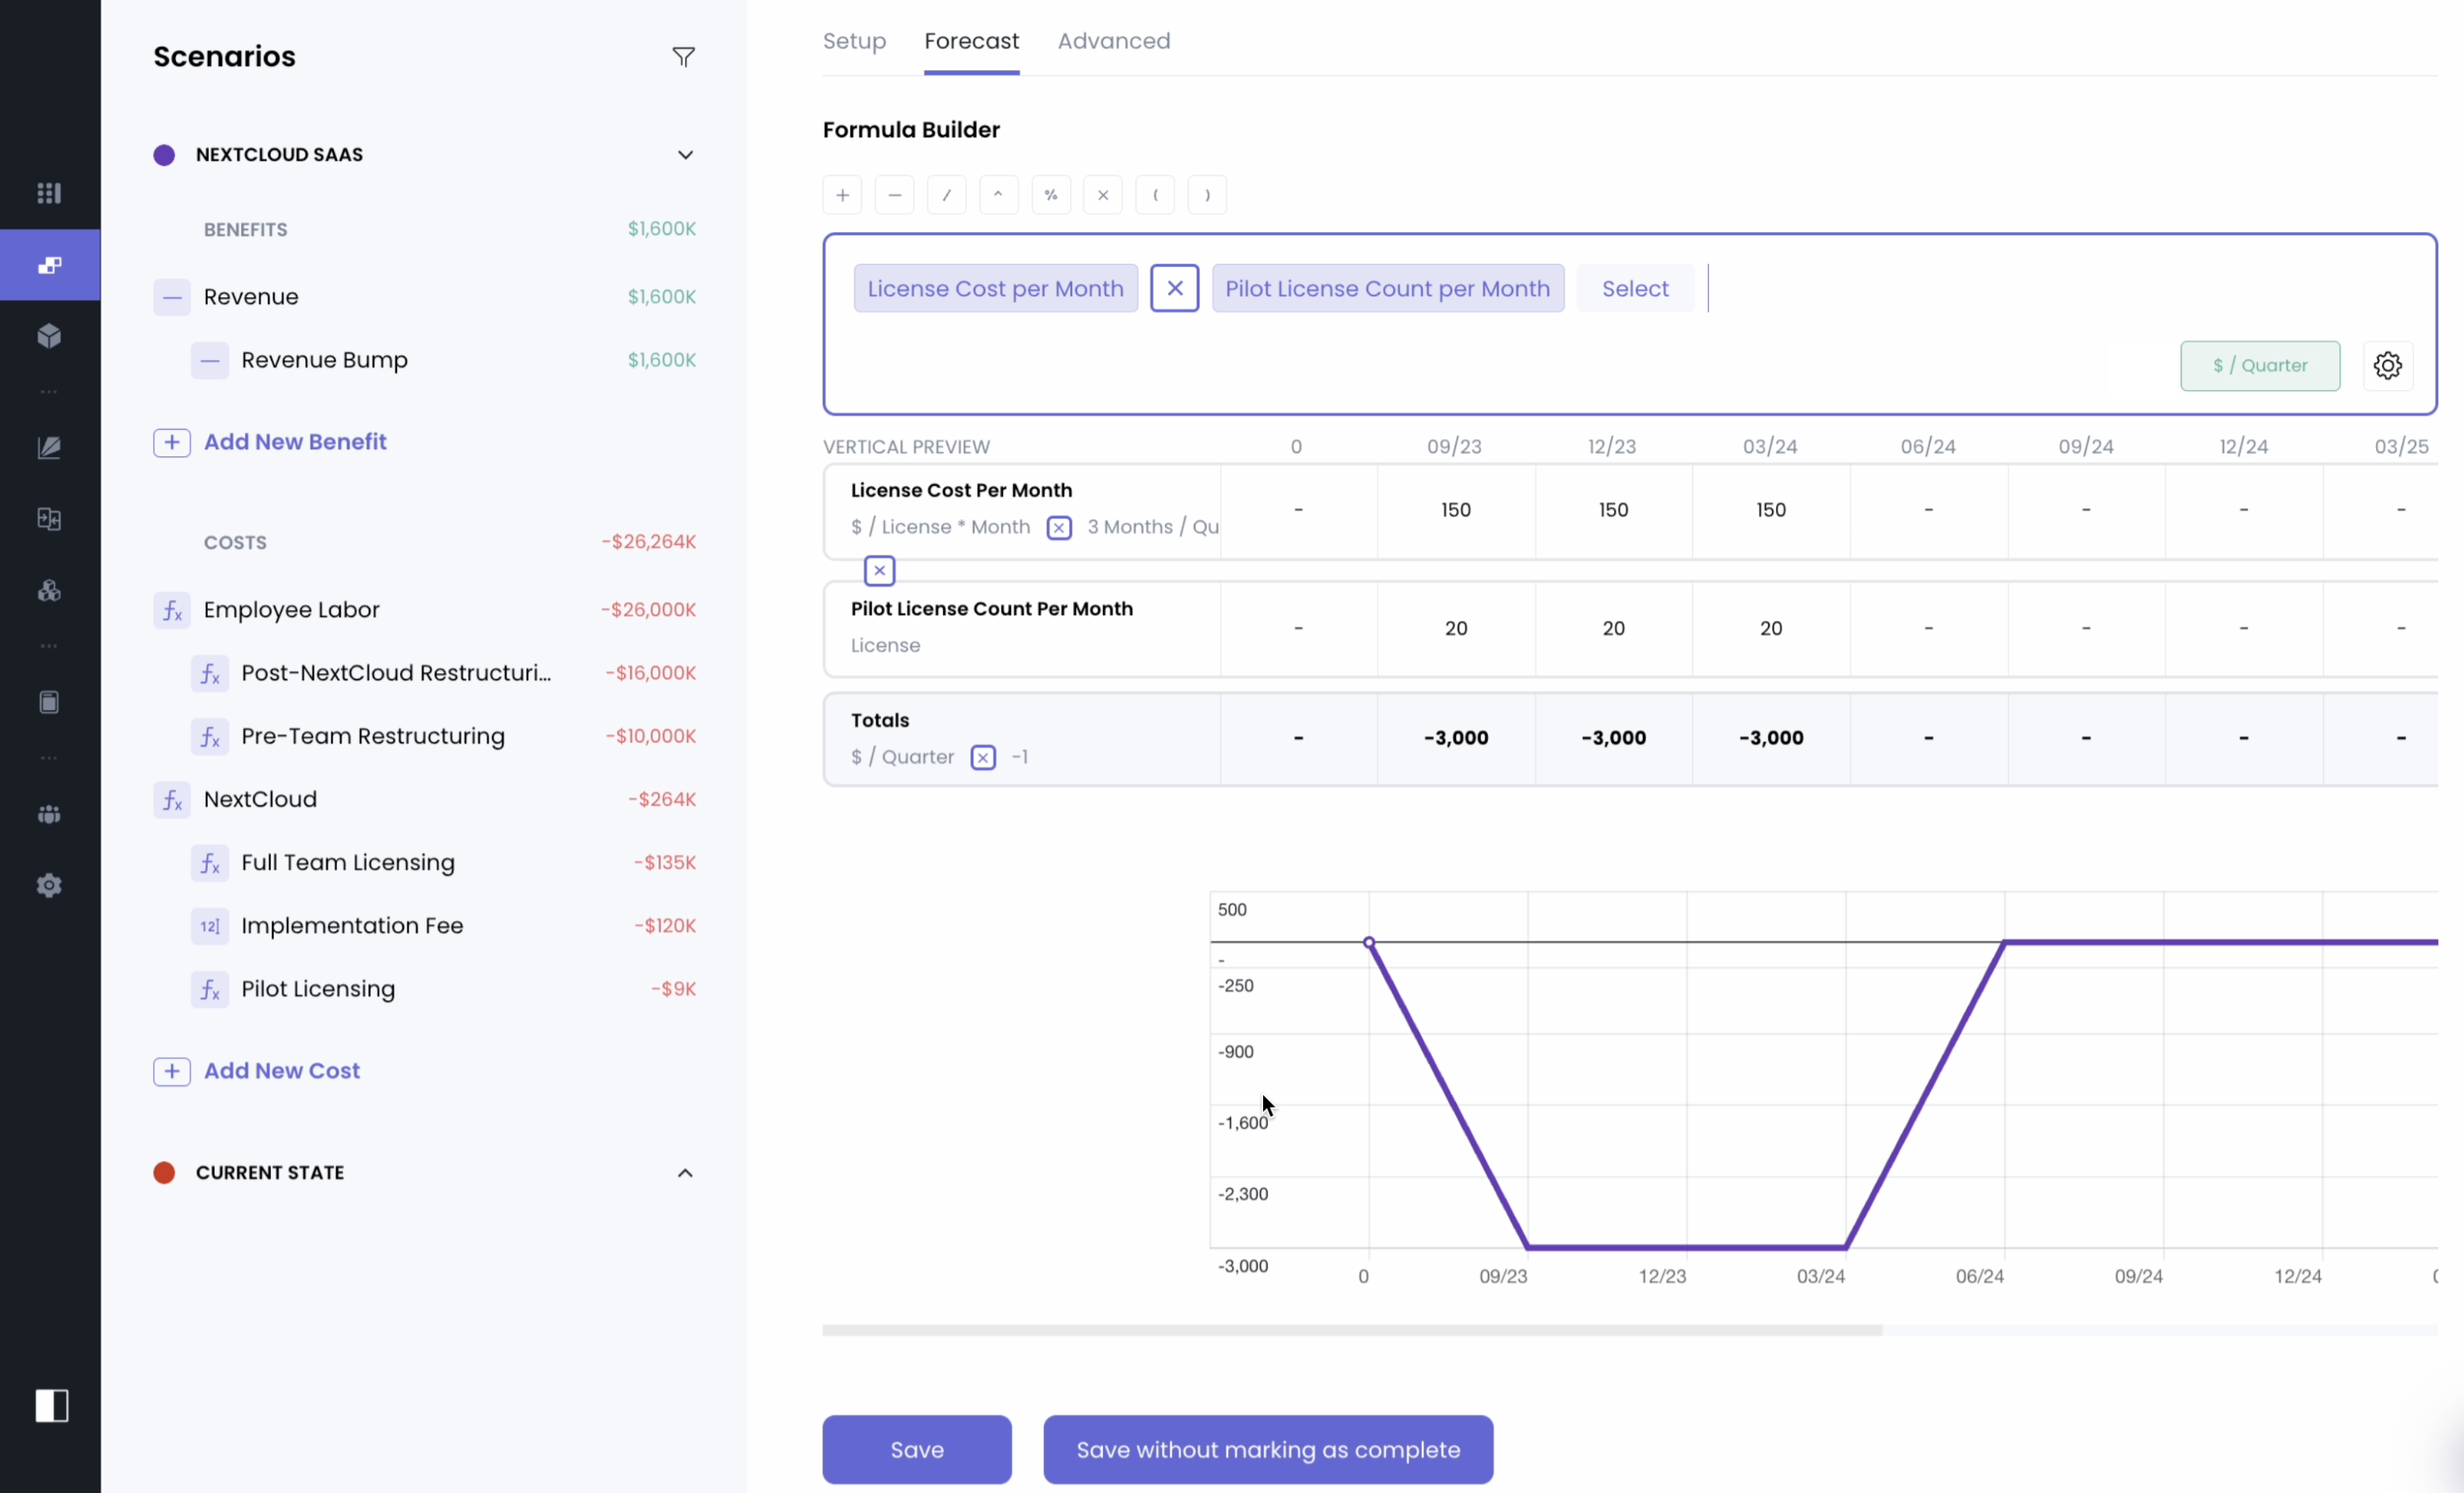 Scenarios
NEXTCLOUD SAAS
BENEFITS $1,600K
Revenue $1,600K
Revenue Bump $1,600K
Add New Benefit
COSTS -$26,264K
Employee Labor -$26,000K
Post-NextCloud Restructuri... -$16,000K
Pre-Team Restructuring -$10,000K
NextCloud -$264K
Full Team Licensing -$135K
Implementation Fee -$120K
Pilot Licensing -$9K
Add New Cost
CURRENT STATE
Setup Forecast Advanced
Formula Builder
+ − / ^ % × ( )
License Cost per Month × Pilot License Count per Month Select
$ / Quarter
VERTICAL PREVIEW 0 09/23 12/23 03/24 06/24 09/24 12/24 03/25
License Cost Per Month
$ / License * Month × 3 Months / Qu
- 150 150 150 - - - -
×
Pilot License Count Per Month
License
- 20 20 20 - - - -
Totals
$ / Quarter × -1
- -3,000 -3,000 -3,000 - - - -
500
-
-250
-900
-1,600
-2,300
-3,000
0 09/23 12/23 03/24 06/24 09/24 12/24
Save Save without marking as complete